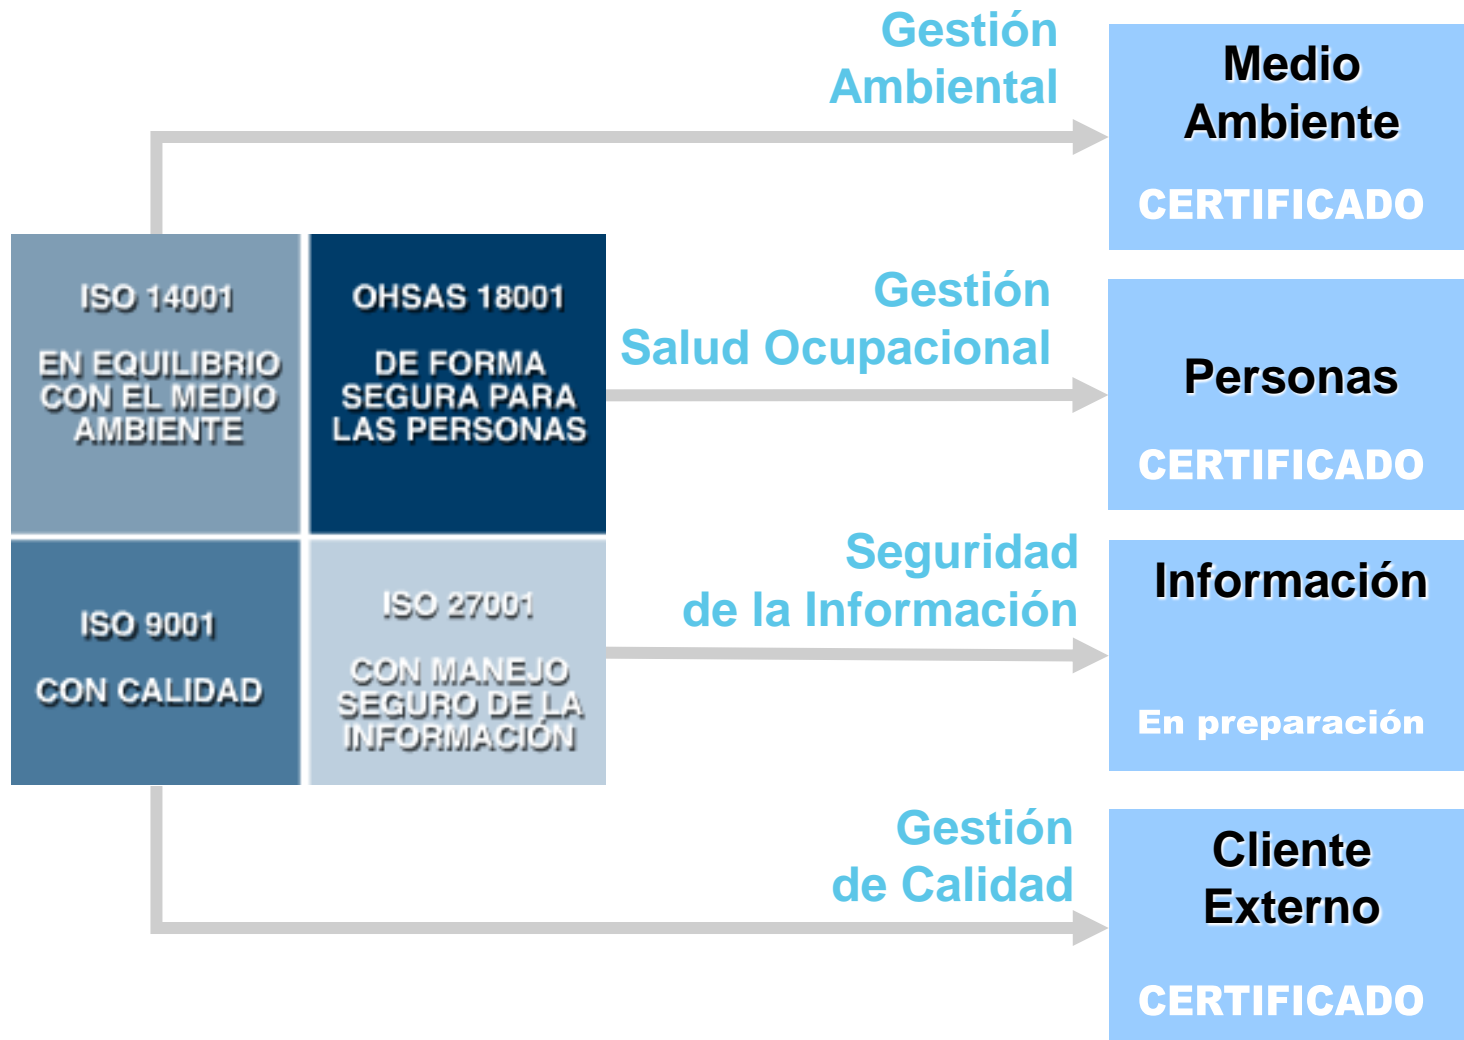 Gestión
Ambiental
Medio
Ambiente
CERTIFICADO
ISO 14001
EN EQUILIBRIO
CON EL MEDIO
AMBIENTE
OHSAS 18001
DE FORMA
SEGURA PARA
LAS PERSONAS
Gestión
Salud Ocupacional
Personas
CERTIFICADO
ISO 9001
CON CALIDAD
ISO 27001
CON MANEJO
SEGURO DE LA
INFORMACIÓN
Seguridad
de la Información
Información
En preparación
Gestión
de Calidad
Cliente
Externo
CERTIFICADO